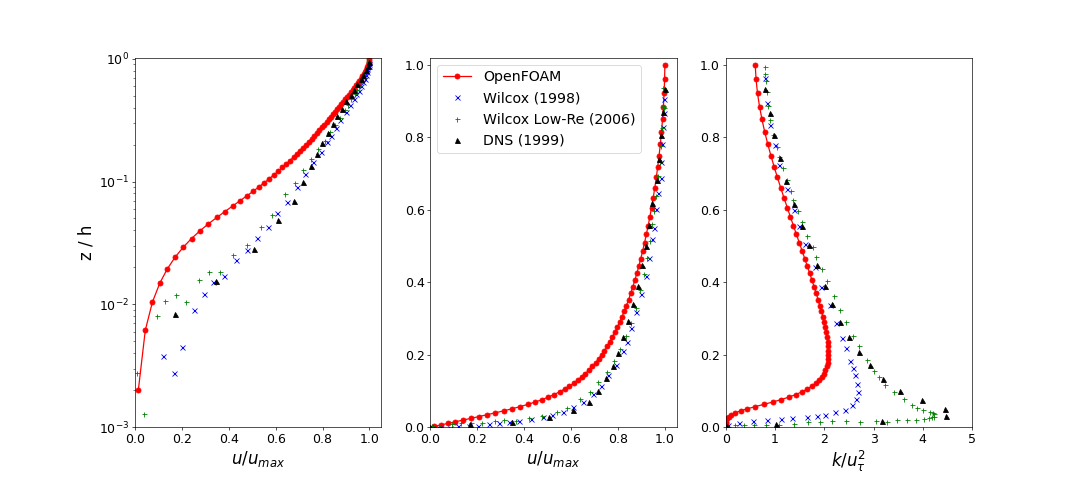 10^0
10^-1
10^-2
10^-3
z / h
0.0 0.2 0.4 0.6 0.8 1.0
u/u_max
OpenFOAM
Wilcox (1998)
Wilcox Low-Re (2006)
DNS (1999)
1.0
0.8
0.6
0.4
0.2
0.0
0.0 0.2 0.4 0.6 0.8 1.0
u/u_max
1.0
0.8
0.6
0.4
0.2
0.0
0 1 2 3 4 5
k/u_τ^2